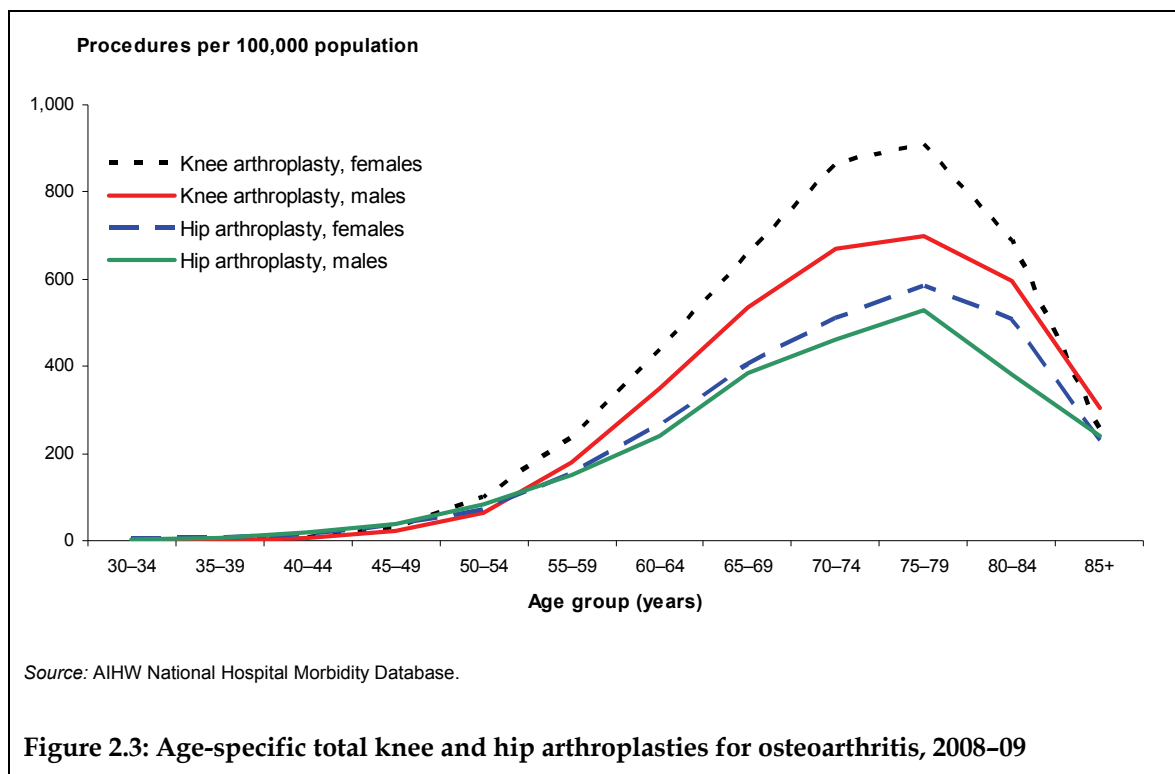 Procedures per 100,000 population
1,000
Knee arthroplasty, females
800
Knee arthroplasty, males
Hip arthroplasty, females
Hip arthroplasty, males
600
400
200
0
30–34 35–39 40–44 45–49 50–54 55–59 60–64 65–69 70–74 75–79 80–84 85+
Age group (years)
Source: AIHW National Hospital Morbidity Database.
Figure 2.3: Age-specific total knee and hip arthroplasties for osteoarthritis, 2008–09